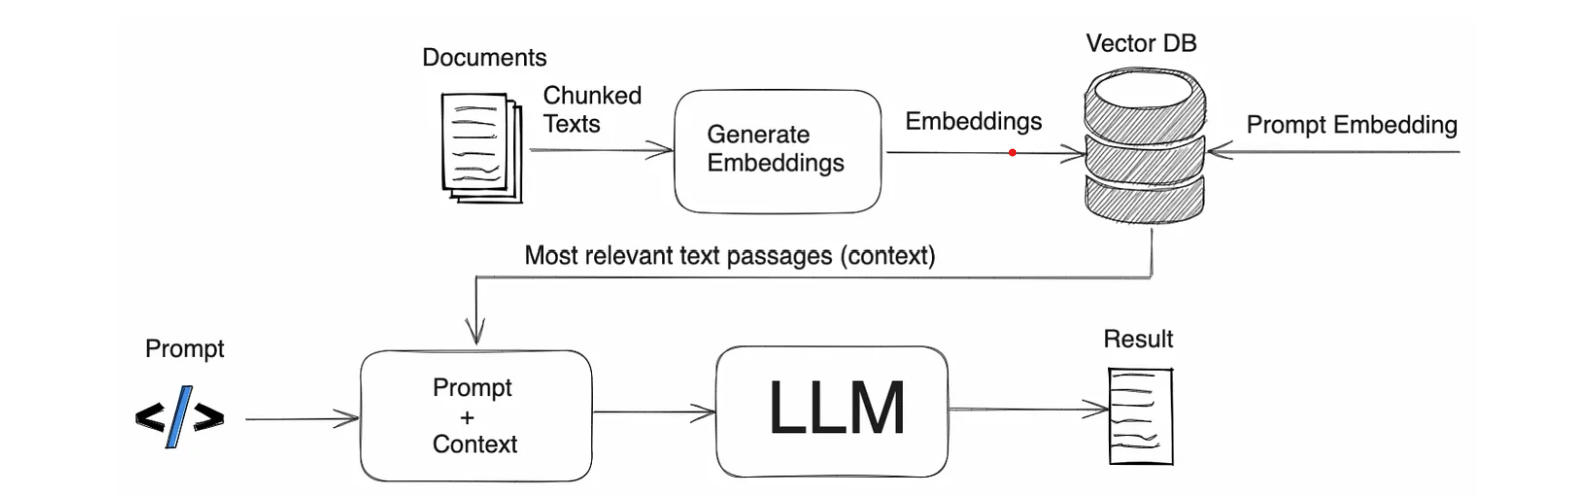 Documents
Chunked
Texts
Generate
Embeddings
Embeddings
Vector DB
Prompt Embedding
Most relevant text passages (context)
Prompt
</>
Prompt
+
Context
LLM
Result